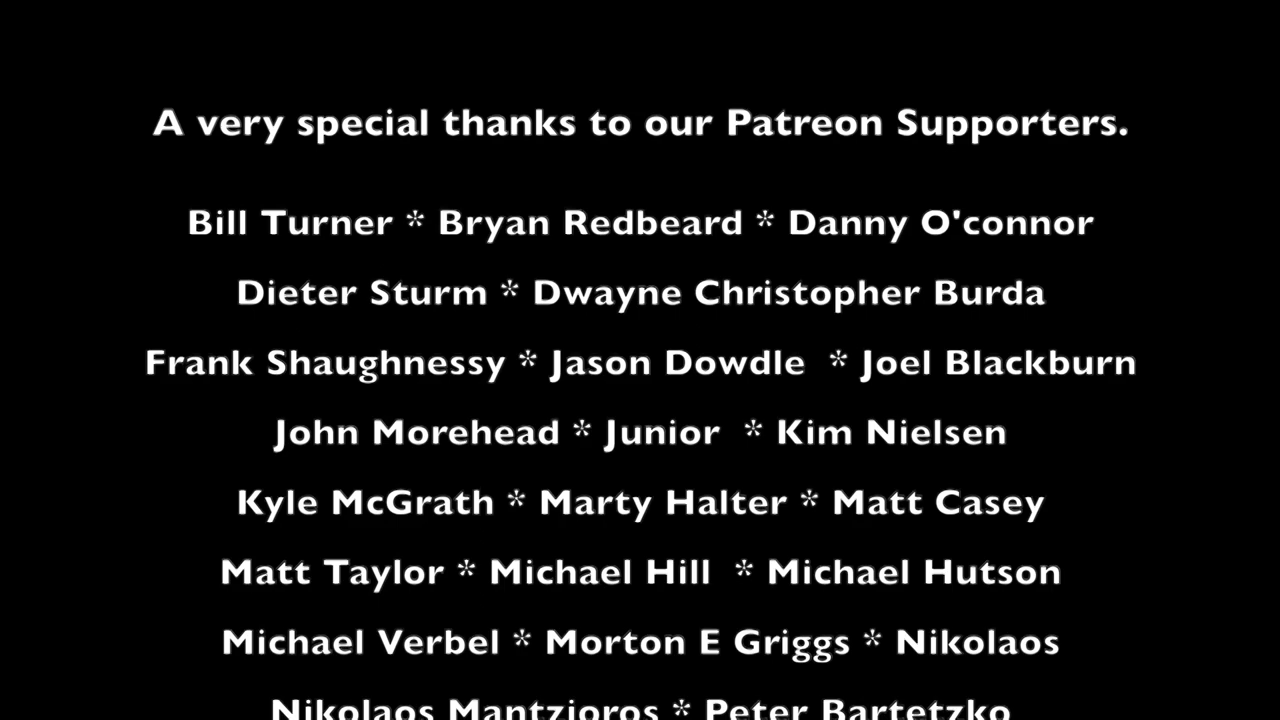 A very special thanks to our Patreon Supporters.
Bill Turner * Bryan Redbeard * Danny O'connor
Dieter Sturm * Dwayne Christopher Burda
Frank Shaughnessy * Jason Dowdle * Joel Blackburn
John Morehead * Junior * Kim Nielsen
Kyle McGrath * Marty Halter * Matt Casey
Matt Taylor * Michael Hill * Michael Hutson
Michael Verbel * Morton E Griggs * Nikolaos
Nikolaos Mantzioros * Peter Bartetzko